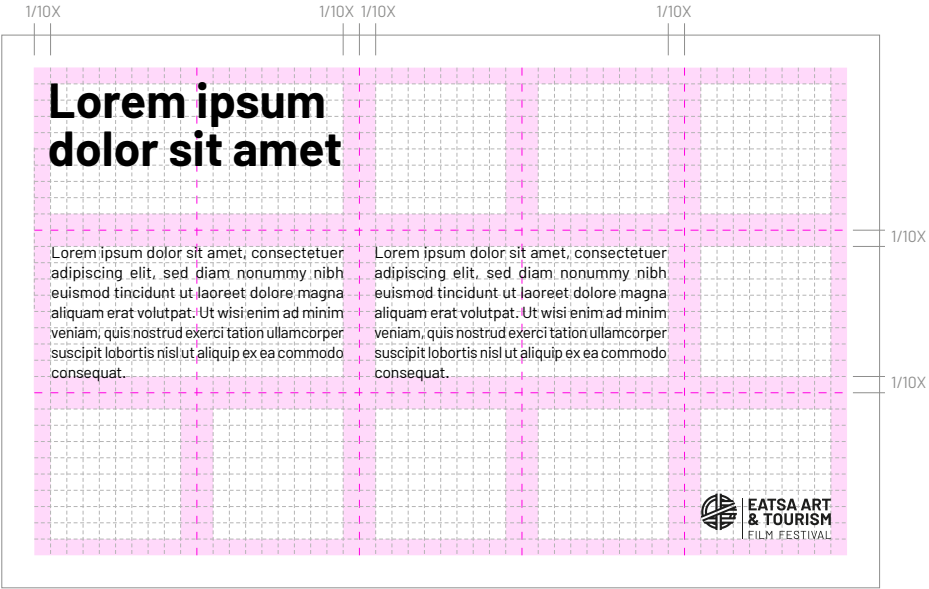 1/10X
1/10X 1/10X
1/10X
Lorem ipsum
dolor sit amet
1/10X
Lorem ipsum dolor sit amet, consectetuer
adipiscing elit, sed diam nonummy nibh
euismod tincidunt ut laoreet dolore magna
aliquam erat volutpat. Ut wisi enim ad minim
veniam, quis nostrud exerci tation ullamcorper
suscipit lobortis nisl ut aliquip ex ea commodo
consequat.
Lorem ipsum dolor sit amet, consectetuer
adipiscing elit, sed diam nonummy nibh
euismod tincidunt ut laoreet dolore magna
aliquam erat volutpat. Ut wisi enim ad minim
veniam, quis nostrud exerci tation ullamcorper
suscipit lobortis nisl ut aliquip ex ea commodo
consequat.
1/10X
EATSA ART
& TOURISM
FILM FESTIVAL